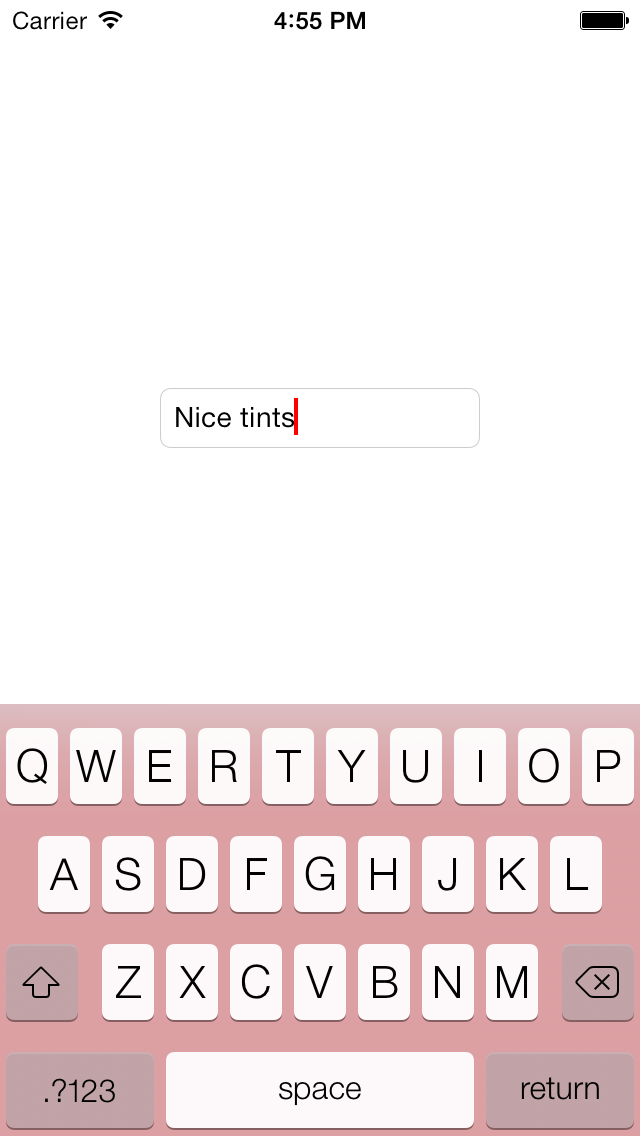 Carrier 4:55 PM
Nice tints
Q W E R T Y U I O P
A S D F G H J K L
Z X C V B N M
.?123 space return